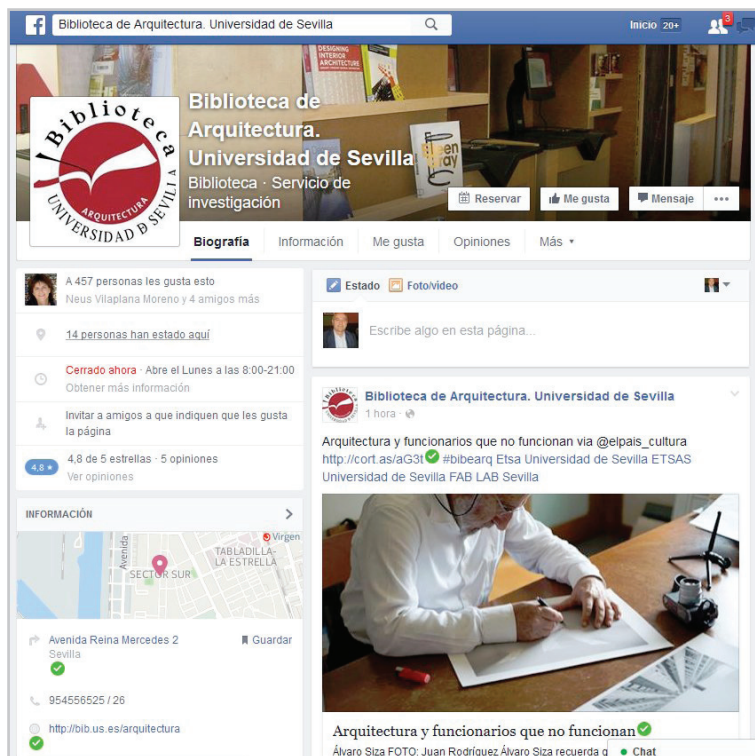 Biblioteca de Arquitectura. Universidad de Sevilla
Inicio 20+
3
DESIGNING
INTERIOR
ARCHITECTURE
Biblioteca
ARQUITECTURA
UNIVERSIDAD D SEVILLA
Biblioteca de
Arquitectura.
Universidad de Sevilla
Biblioteca · Servicio de
investigación
Reservar
Me gusta
Mensaje
Biografía
Información
Me gusta
Opiniones
Más
A 457 personas les gusta esto
Neus Vilaplana Moreno y 4 amigos más
14 personas han estado aquí
Cerrado ahora · Abre el Lunes a las 8:00-21:00
Obtener más información
Invitar a amigos a que indiquen que les gusta
la página
4,8 ★
4,8 de 5 estrellas · 5 opiniones
Ver opiniones
INFORMACIÓN
Avenida
Virgen
TABLADILLA-
LA ESTRELLA
SECTOR SUR
Avenida Reina Mercedes 2
Guardar
Sevilla
954556525 / 26
http://bib.us.es/arquitectura
Estado
Foto/video
Escribe algo en esta página...
Biblioteca de Arquitectura. Universidad de Sevilla
1 hora ·
Arquitectura y funcionarios que no funcionan via @elpais_cultura
http://cort.as/aG3t #bibearq Etsa Universidad de Sevilla ETSAS
Universidad de Sevilla FAB LAB Sevilla
Arquitectura y funcionarios que no funcionan
Álvaro Siza FOTO: Juan Rodríguez Álvaro Siza recuerda
Chat